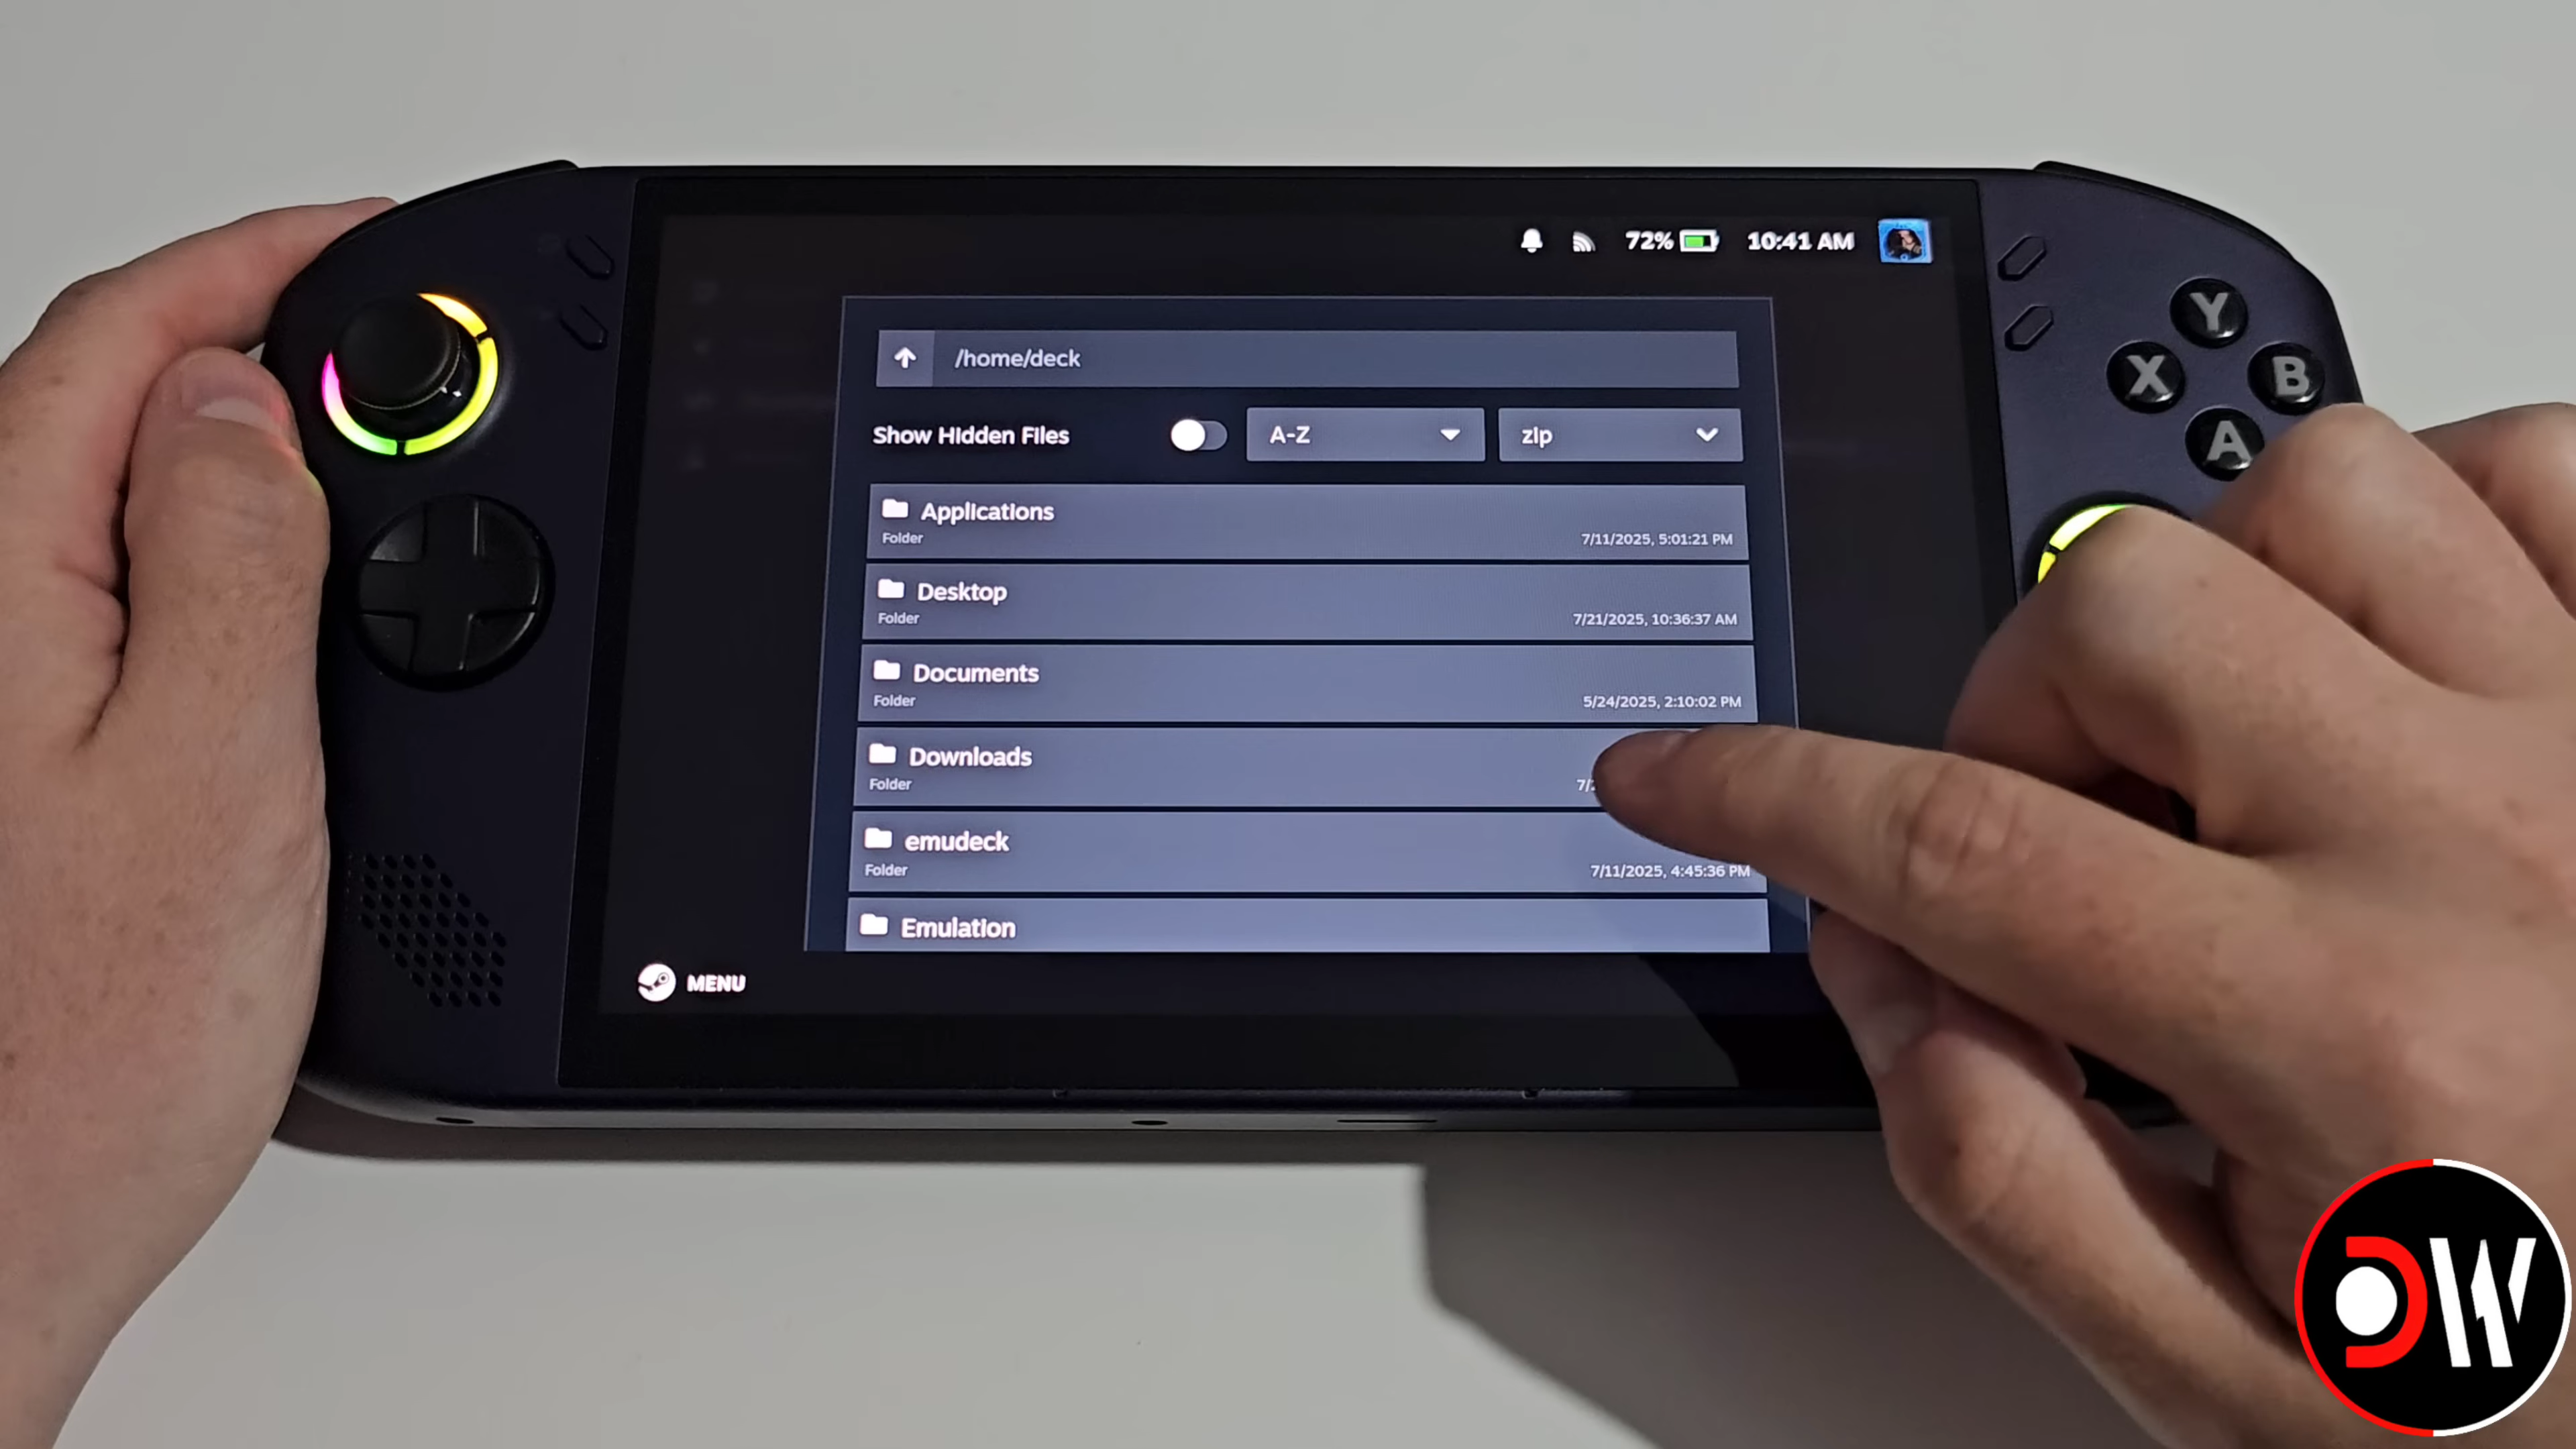 72% 10:41 AM
/home/deck
Show Hidden Files A-Z zip
Applications
Folder 7/11/2025, 5:01:21 PM
Desktop
Folder 7/21/2025, 10:36:37 AM
Documents
Folder 5/24/2025, 2:10:02 PM
Downloads
Folder
emudeck
Folder 7/11/2025, 4:45:36 PM
Emulation
MENU
Y
X B
A
DW